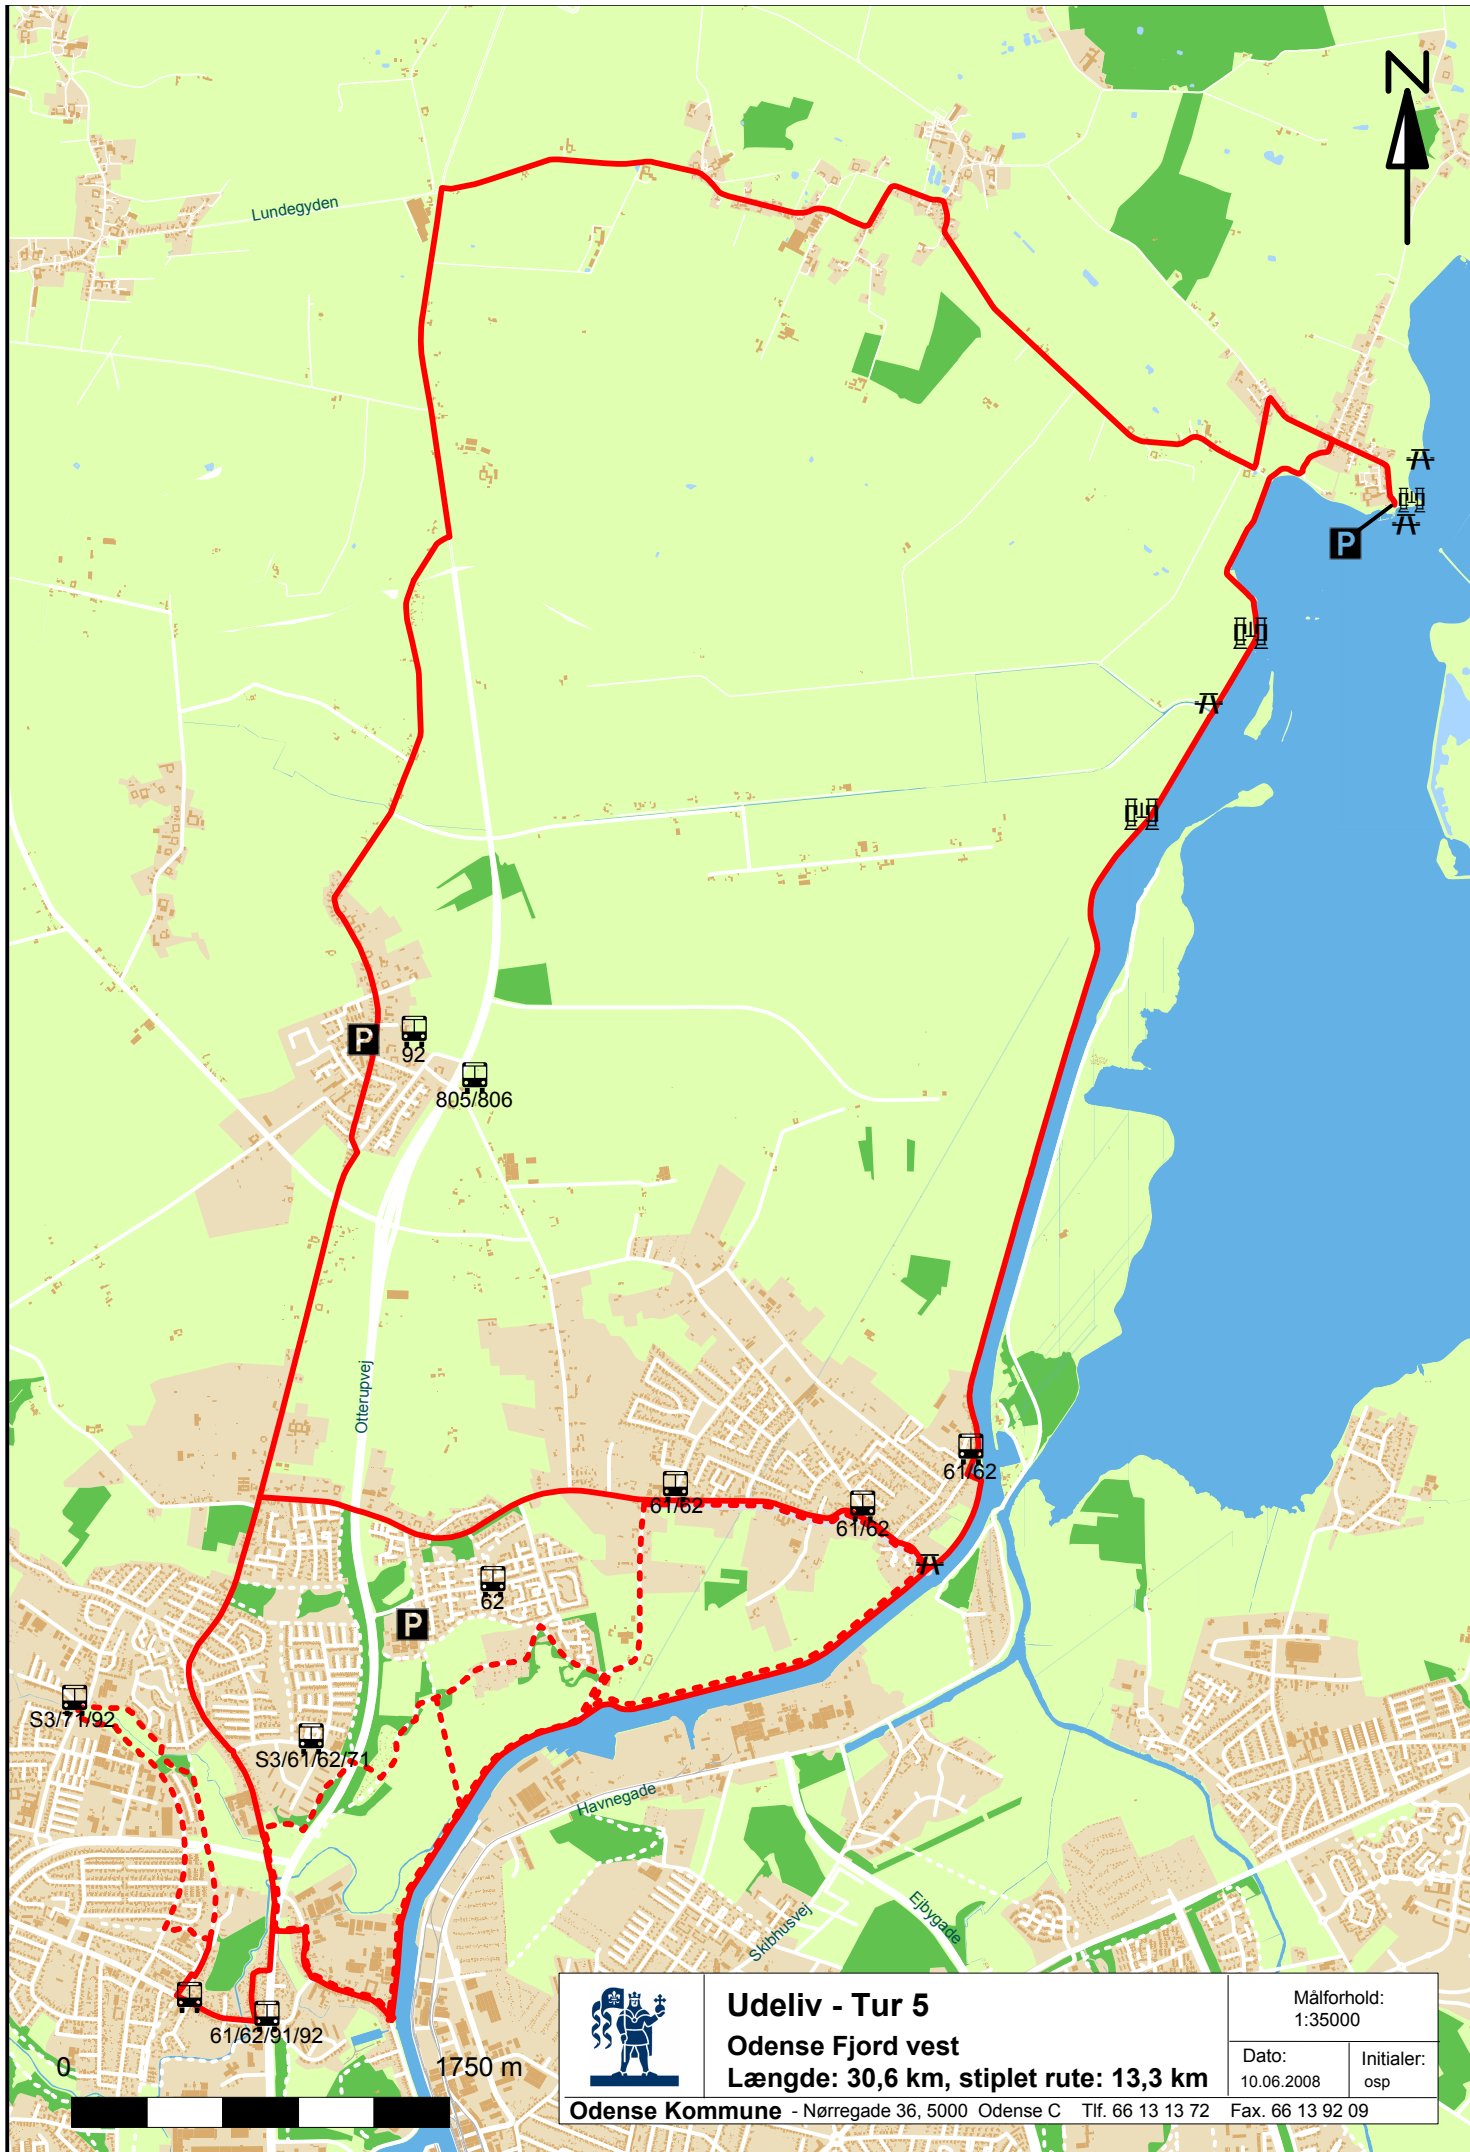 N
Lundegyden
P
P
92
805/806
Otterupvej
61/62
61/62
61/62
62
P
S3/71/92
S3/61/62/71
Havnegade
Ejbygade
Skibhusvej
61/62/91/92
0
1750 m
Udeliv - Tur 5
Odense Fjord vest
Længde: 30,6 km, stiplet rute: 13,3 km
Målforhold:
1:35000
Dato:
10.06.2008
Initialer:
osp
Odense Kommune - Nørregade 36, 5000 Odense C Tlf. 66 13 13 72 Fax. 66 13 92 09